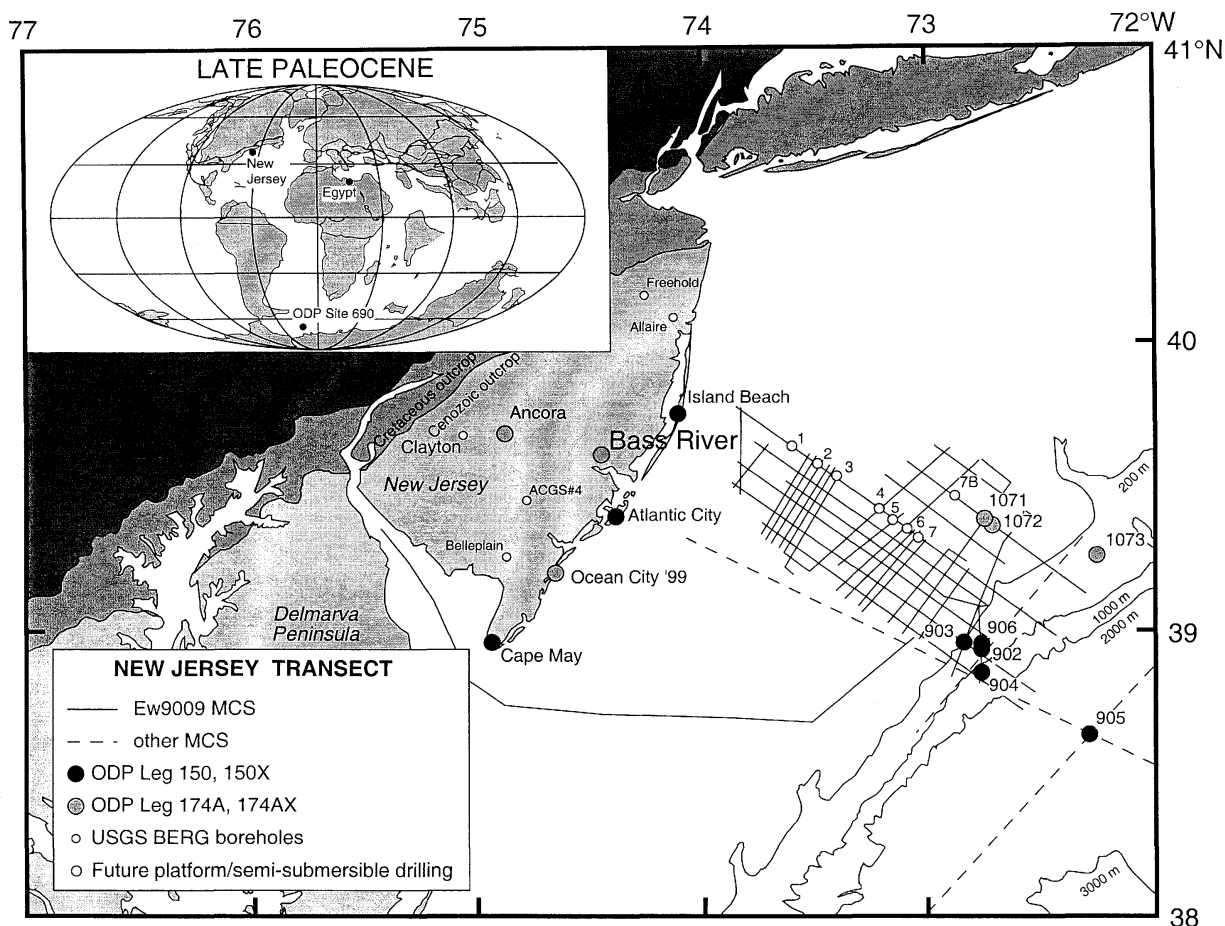 77
76
75
74
73
72°W
41°N
LATE PALEOCENE
New
Jersey
Egypt
ODP Site 690
Freehold
Allaire
40
Cretaceous outcrop
Cenozoic outcrop
Island Beach
Ancora
Clayton
Bass River
New Jersey
ACGS#4
Atlantic City
Belleplain
Ocean City '99
Delmarva
Peninsula
Cape May
1
2
3
4
5
6
7
7B
1071
1072
1073
200 m
1000 m
2000 m
39
903
906
902
904
905
3000 m
38
NEW JERSEY TRANSECT
Ew9009 MCS
other MCS
ODP Leg 150, 150X
ODP Leg 174A, 174AX
USGS BERG boreholes
Future platform/semi-submersible drilling